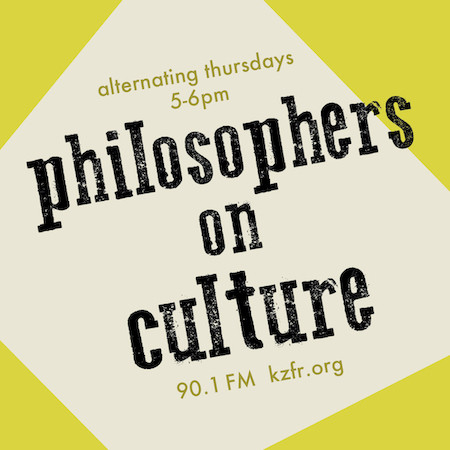 alternating thursdays
5-6pm
philosophers
on
culture
90.1 FM kzfr.org